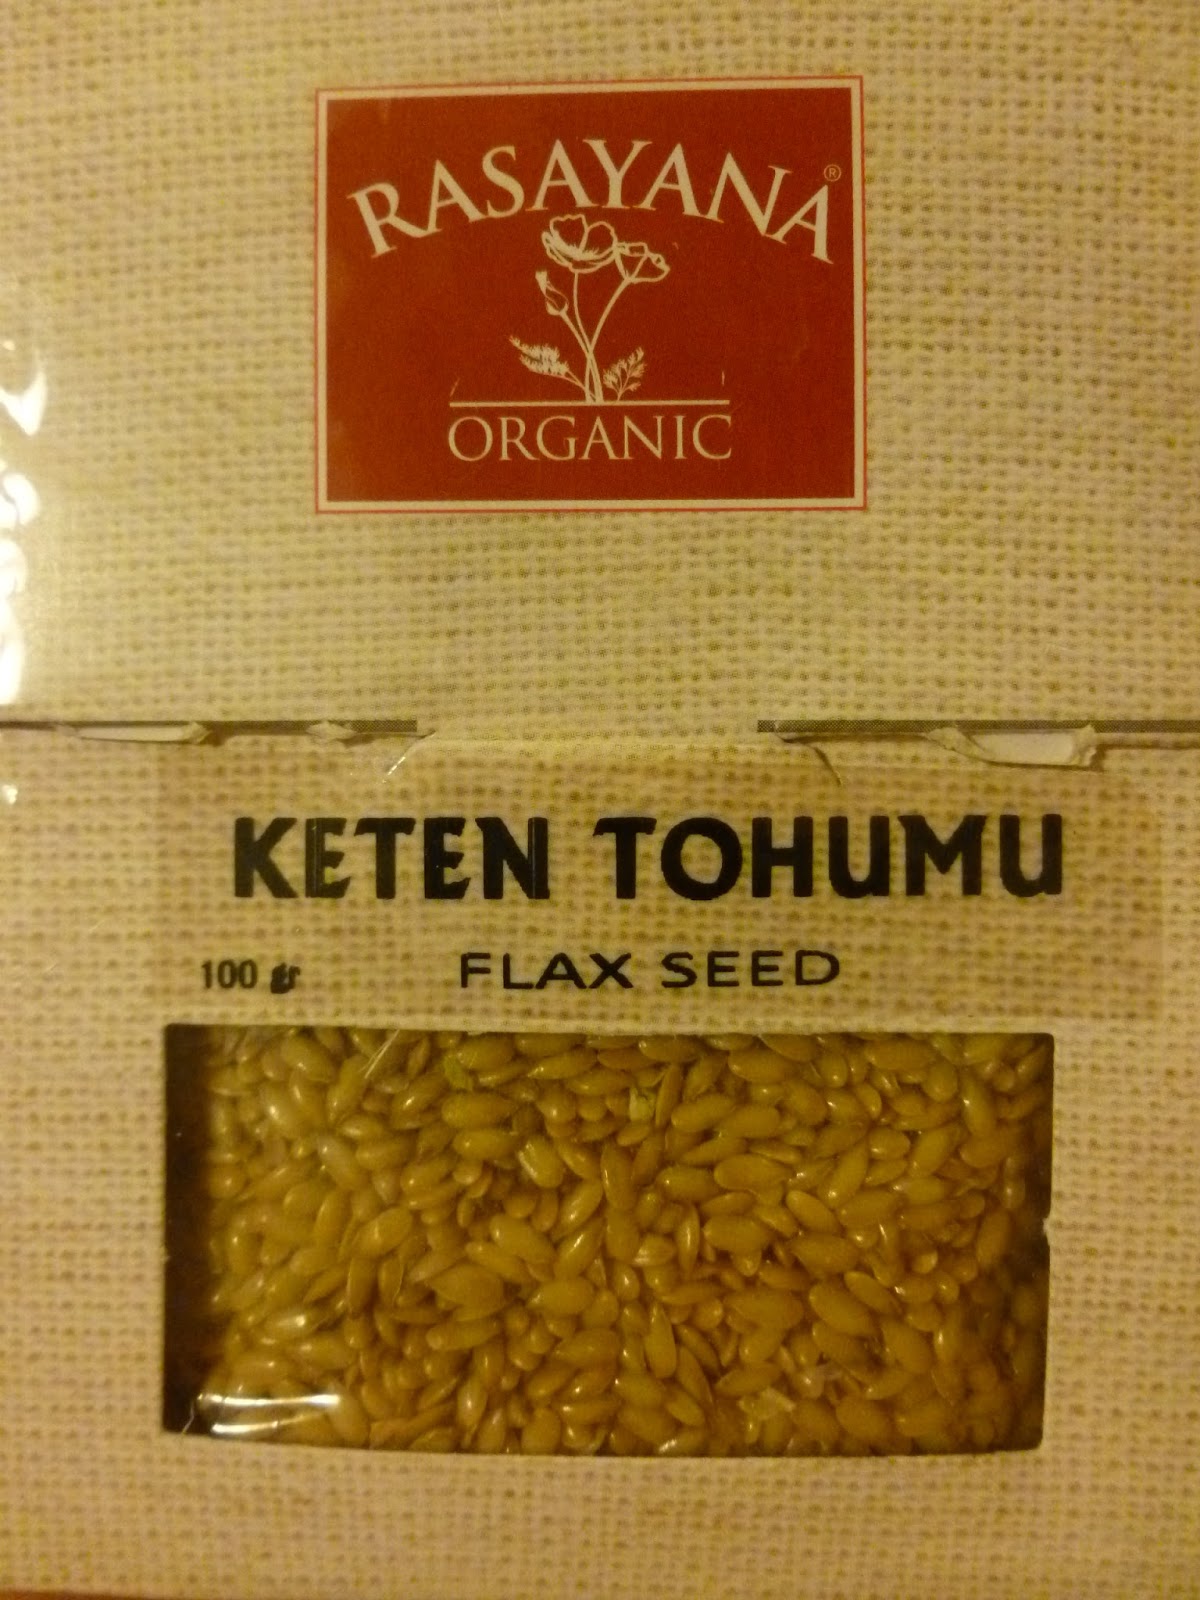 RASAYANA®
ORGANIC
KETEN TOHUMU
100 gr FLAX SEED